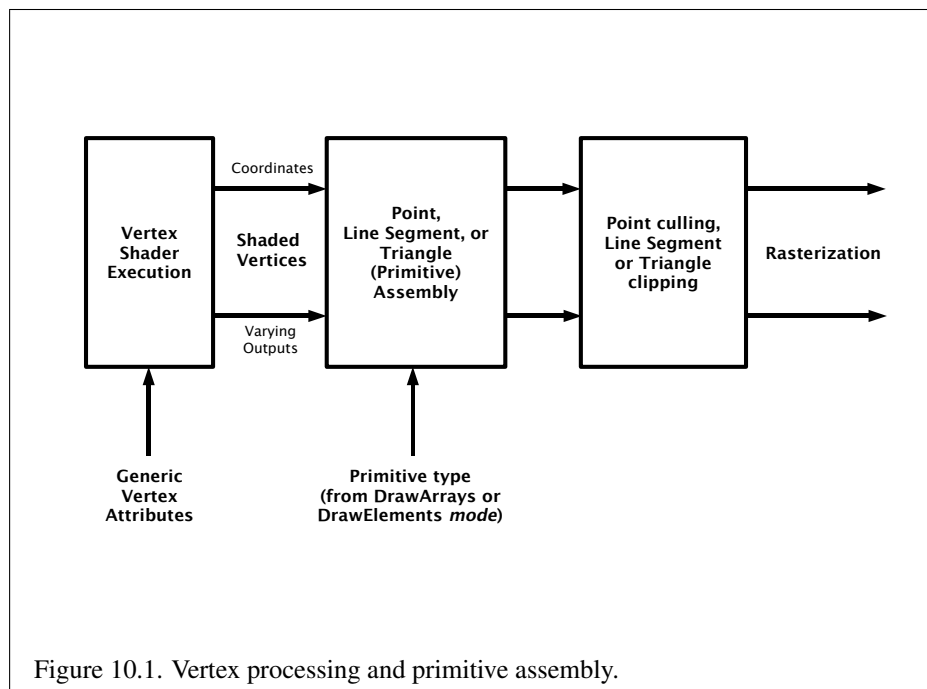 Vertex
Shader
Execution
Coordinates
Shaded
Vertices
Varying
Outputs
Point,
Line Segment, or
Triangle
(Primitive)
Assembly
Point culling,
Line Segment
or Triangle
clipping
Rasterization
Generic
Vertex
Attributes
Primitive type
(from DrawArrays or
DrawElements mode)
Figure 10.1. Vertex processing and primitive assembly.